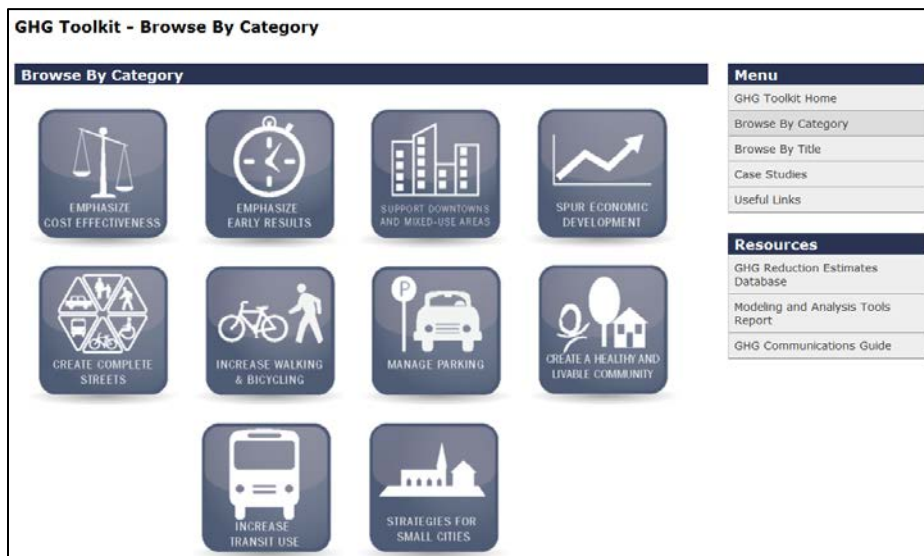 GHG Toolkit - Browse By Category
Browse By Category
EMPHASIZE
COST EFFECTIVENESS
EMPHASIZE
EARLY RESULTS
SUPPORT DOWNTOWNS
AND MIXED-USE AREAS
SPUR ECONOMIC
DEVELOPMENT
CREATE COMPLETE
STREETS
INCREASE WALKING
& BICYCLING
P
MANAGE PARKING
CREATE A HEALTHY AND
LIVABLE COMMUNITY
INCREASE
TRANSIT USE
STRATEGIES FOR
SMALL CITIES
Menu
GHG Toolkit Home
Browse By Category
Browse By Title
Case Studies
Useful Links
Resources
GHG Reduction Estimates
Database
Modeling and Analysis Tools
Report
GHG Communications Guide